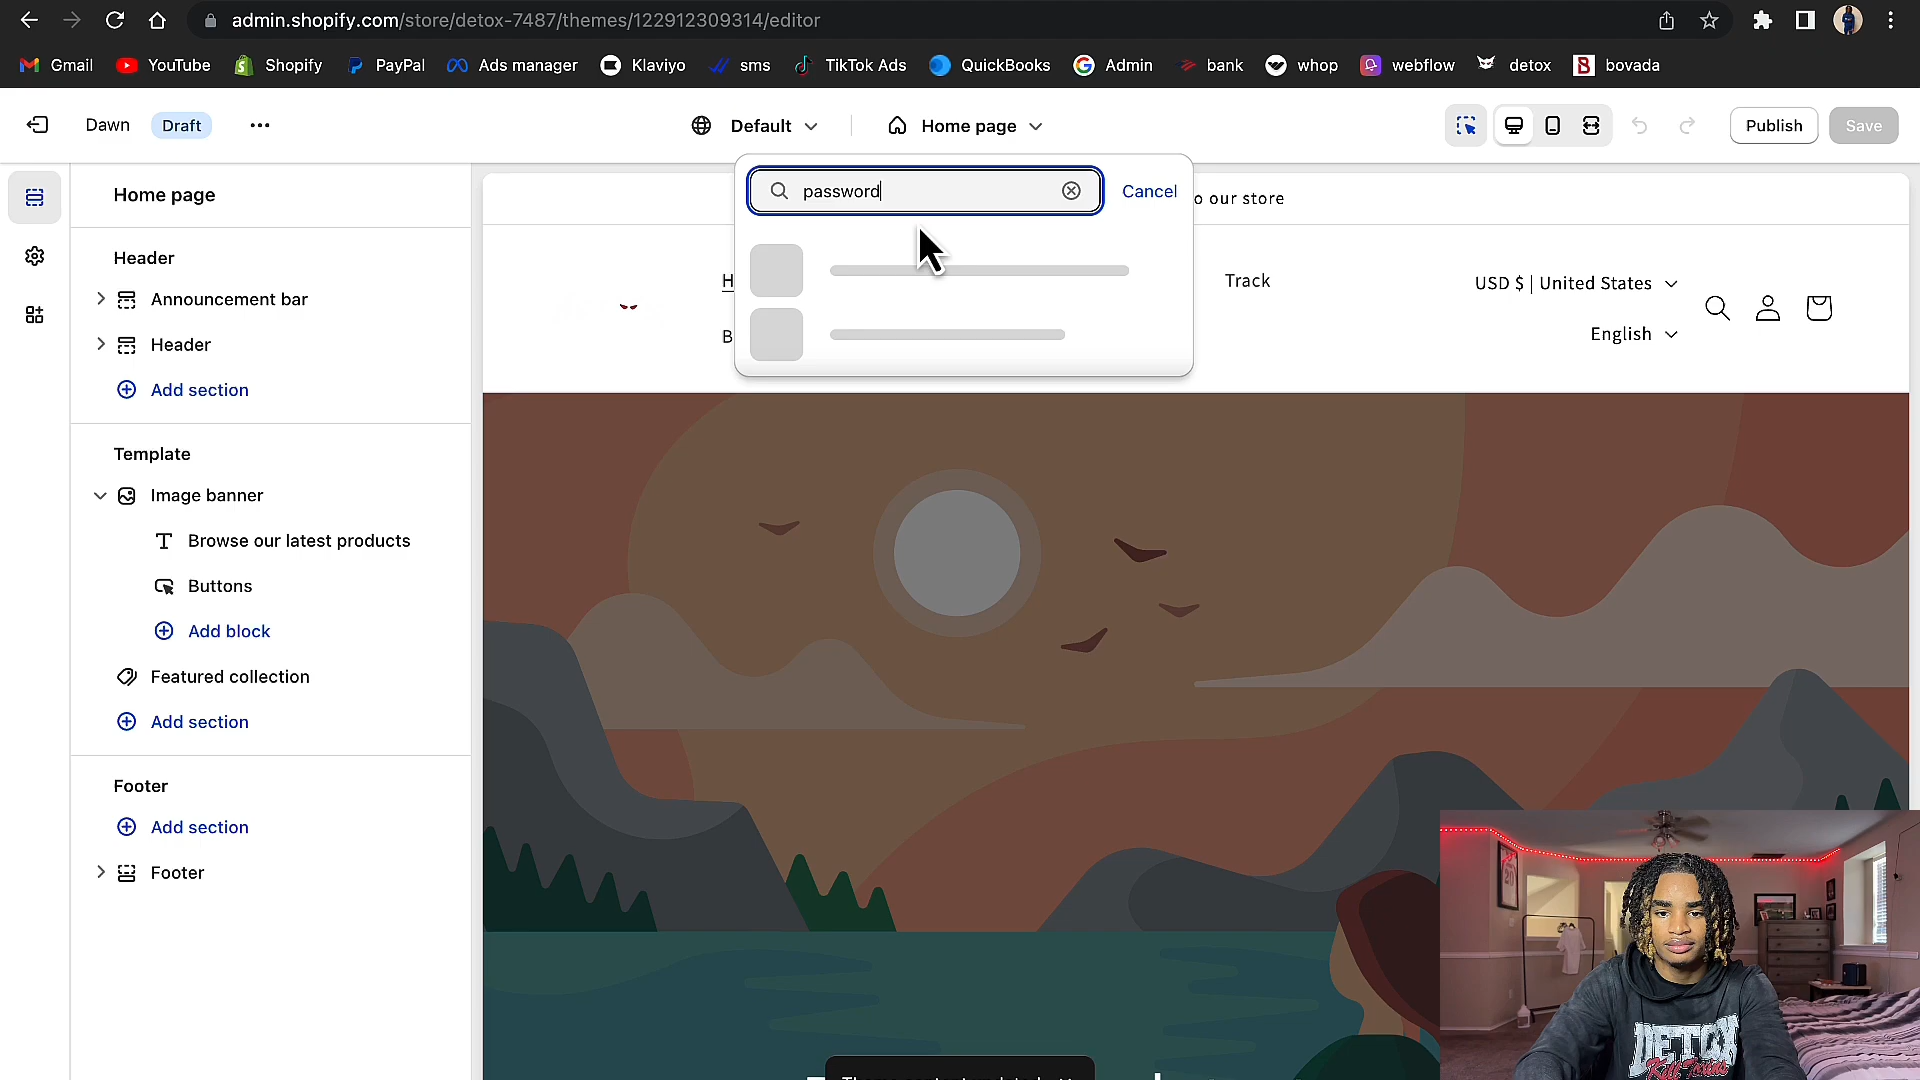 admin.shopify.com/store/detox-7487/themes/122912309314/editor
Gmail YouTube Shopify PayPal Ads manager Klaviyo sms TikTok Ads QuickBooks Admin bank whop webflow detox bovada
Dawn Draft Default Home page Publish Save
Home page
Header
Announcement bar
Header
Add section
Template
Image banner
Browse our latest products
Buttons
Add block
Featured collection
Add section
Footer
Add section
Footer
password Cancel
o our store
H Track USD $ | United States
B English
DETOX